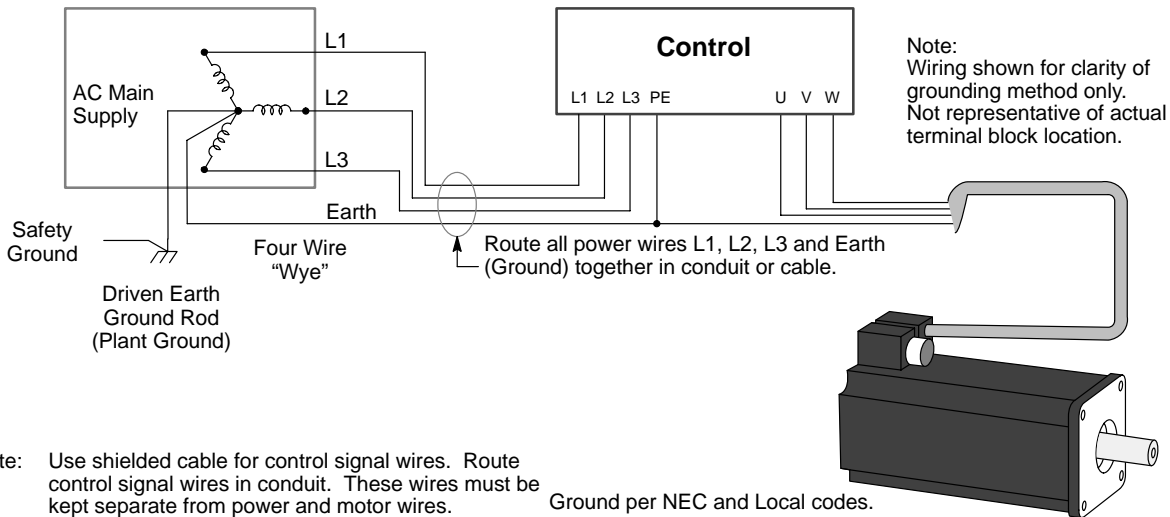 L1
AC Main
Supply
L2
L3
Earth
Safety
Ground
Four Wire
“Wye”
Driven Earth
Ground Rod
(Plant Ground)
Control
L1 L2 L3 PE U V W
Note:
Wiring shown for clarity of
grounding method only.
Not representative of actual
terminal block location.
Route all power wires L1, L2, L3 and Earth
(Ground) together in conduit or cable.
te: Use shielded cable for control signal wires. Route
control signal wires in conduit. These wires must be
kept separate from power and motor wires.
Ground per NEC and Local codes.